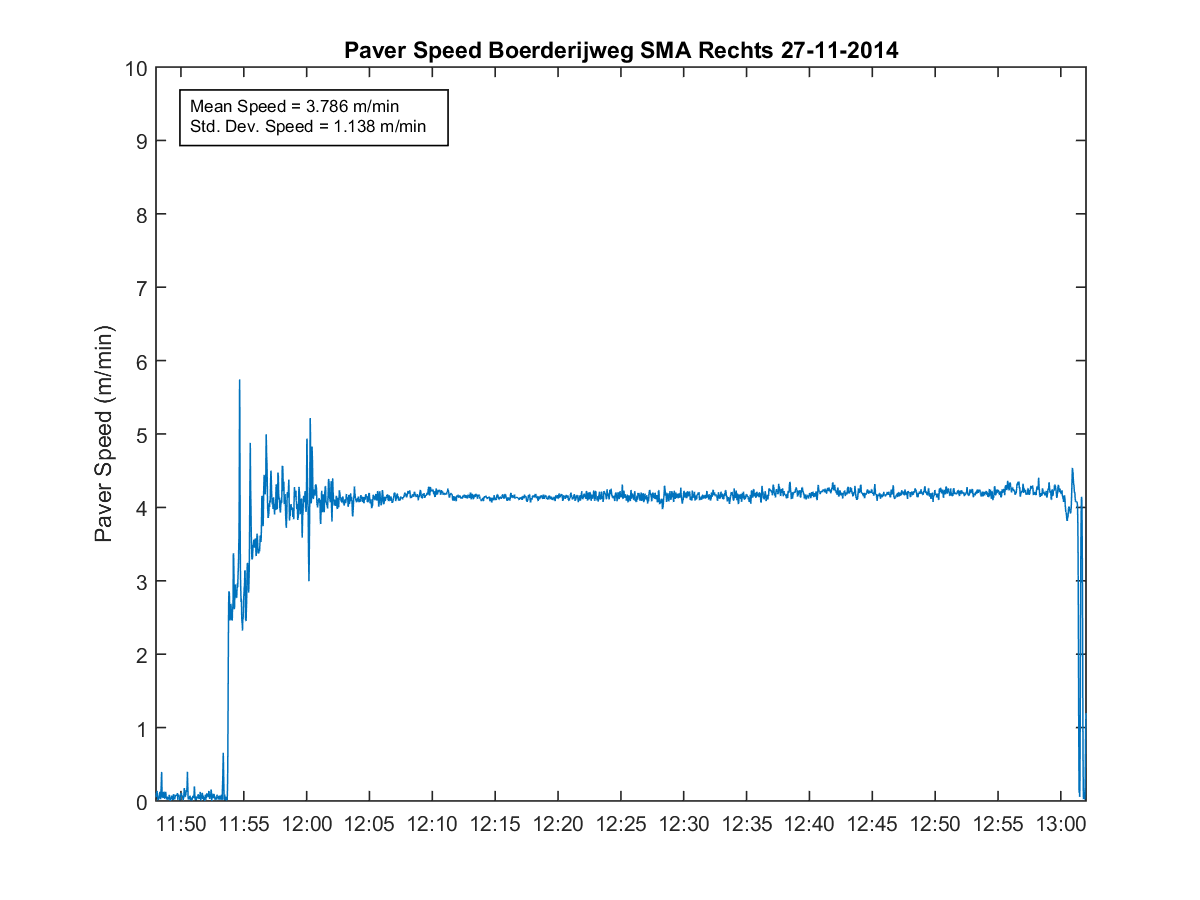 Paver Speed Boerderijweg SMA Rechts 27-11-2014
Mean Speed = 3.786 m/min
Std. Dev. Speed = 1.138 m/min
Paver Speed (m/min)
10
9
8
7
6
5
4
3
2
1
0
11:50 11:55 12:00 12:05 12:10 12:15 12:20 12:25 12:30 12:35 12:40 12:45 12:50 12:55 13:00